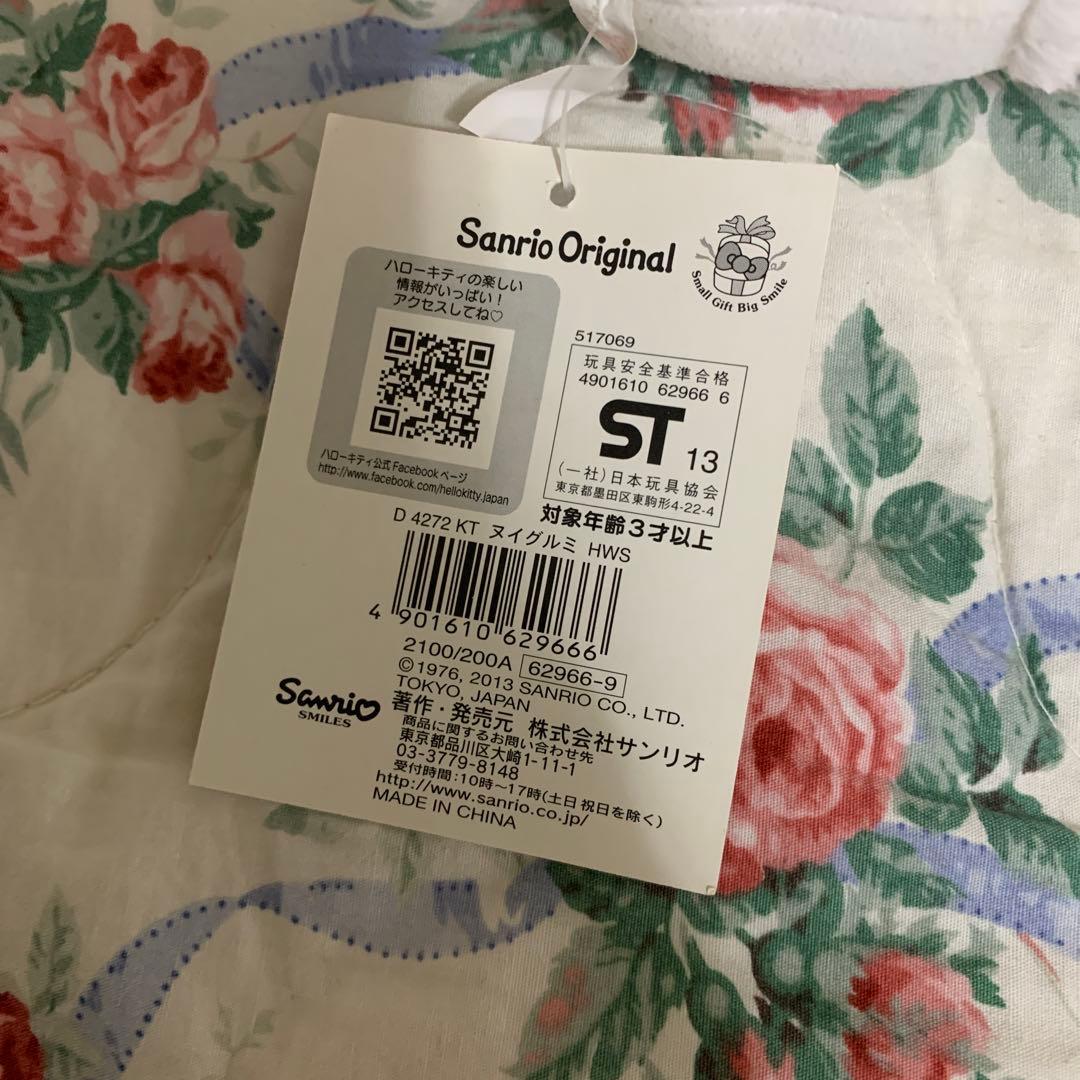 Sanrio Original
Small Gift Big Smile
ハローキティの楽しい
情報がいっぱい!
アクセスしてね♡
ハローキティ公式Facebookページ
http://www.facebook.com/hellokitty.japan
517069
玩具安全基準合格
4901610 62966 6
ST 13
(一社)日本玩具協会
東京都墨田区東駒形4-22-4
対象年齢3才以上
D 4272 KT ヌイグルミ HWS
4 901610 629666
2100/200A 62966-9
©1976, 2013 SANRIO CO., LTD.
TOKYO, JAPAN
Sanrio
SMILES
著作・発売元 株式会社サンリオ
商品に関するお問い合わせ先
東京都品川区大崎1-11-1
03-3779-8148
受付時間:10時〜17時(土日祝日を除く)
http://www.sanrio.co.jp/
MADE IN CHINA